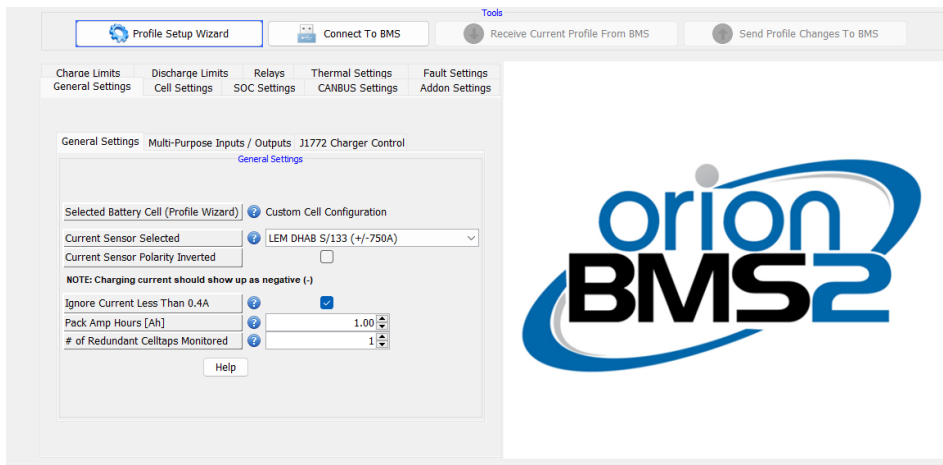 Tools
Profile Setup Wizard Connect To BMS Receive Current Profile From BMS Send Profile Changes To BMS
Charge Limits Discharge Limits Relays Thermal Settings Fault Settings
General Settings Cell Settings SOC Settings CANBUS Settings Addon Settings
General Settings Multi-Purpose Inputs / Outputs J1772 Charger Control
General Settings
Selected Battery Cell (Profile Wizard) ? Custom Cell Configuration
Current Sensor Selected ? LEM DHAB S/133 (+/-750A)
Current Sensor Polarity Inverted
NOTE: Charging current should show up as negative (-)
Ignore Current Less Than 0.4A ?
Pack Amp Hours [Ah] ? 1.00
# of Redundant Celltaps Monitored ? 1
Help
orion
BMS2